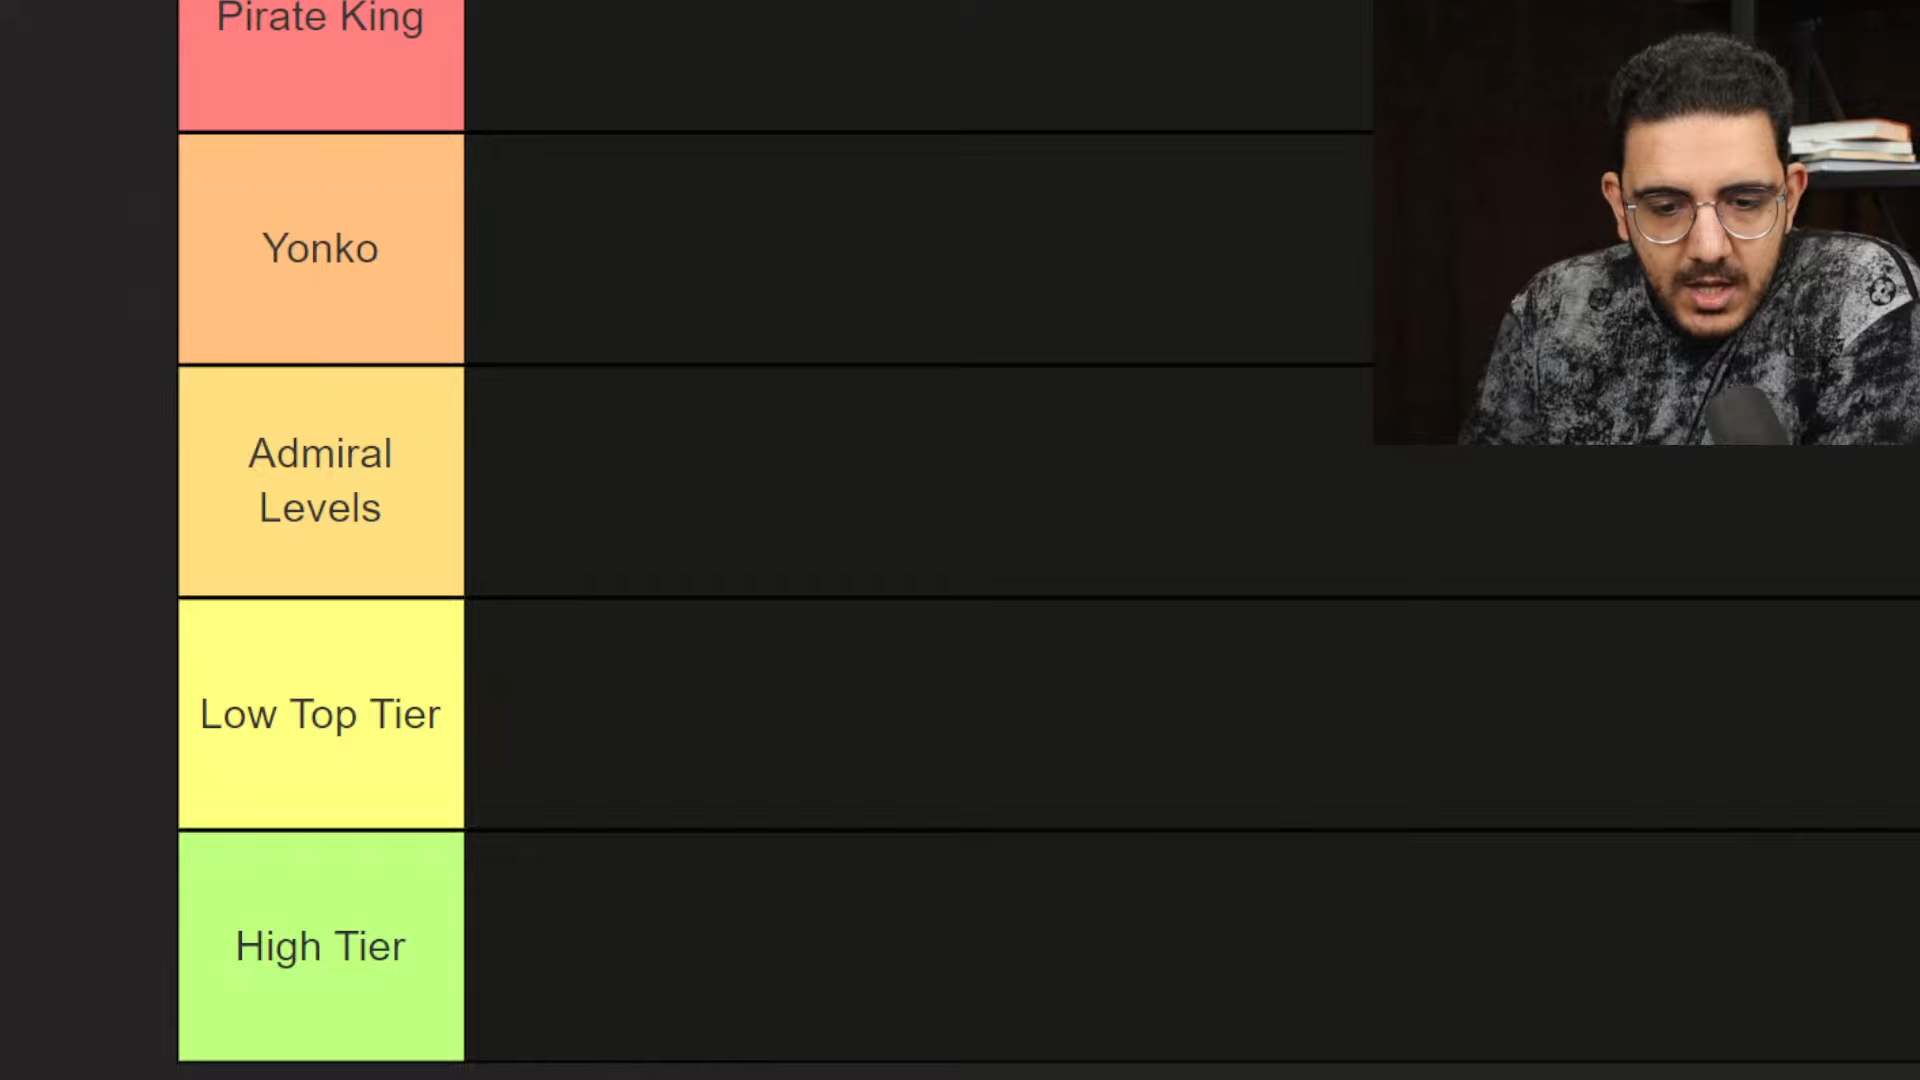 Pirate King
Yonko
Admiral
Levels
Low Top Tier
High Tier